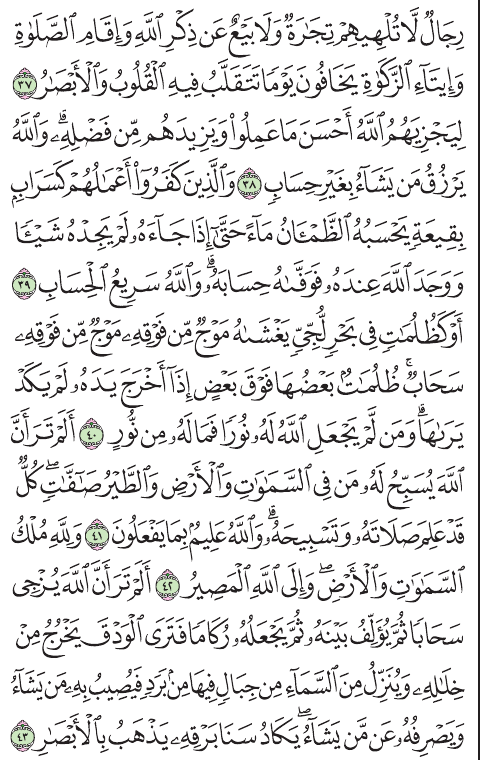 رِجَالٌ لَّا تُلْهِيهِمْ تِجَٰرَةٌ وَلَا بَيْعٌ عَن ذِكْرِ ٱللَّهِ وَإِقَامِ ٱلصَّلَوٰةِ
وَإِيتَآءِ ٱلزَّكَوٰةِ يَخَافُونَ يَوْمًا تَتَقَلَّبُ فِيهِ ٱلْقُلُوبُ وَٱلْأَبْصَٰرُ ٣٧
لِيَجْزِيَهُمُ ٱللَّهُ أَحْسَنَ مَا عَمِلُوا۟ وَيَزِيدَهُم مِّن فَضْلِهِۦۗ وَٱللَّهُ
يَرْزُقُ مَن يَشَآءُ بِغَيْرِ حِسَابٍ ٣٨ وَٱلَّذِينَ كَفَرُوٓا۟ أَعْمَٰلُهُمْ كَسَرَابٍۭ
بِقِيعَةٍ يَحْسَبُهُ ٱلظَّمْـَٔانُ مَآءً حَتَّىٰٓ إِذَا جَآءَهُۥ لَمْ يَجِدْهُ شَيْـًٔا
وَوَجَدَ ٱللَّهَ عِندَهُۥ فَوَفَّىٰهُ حِسَابَهُۥۗ وَٱللَّهُ سَرِيعُ ٱلْحِسَابِ ٣٩
أَوْ كَظُلُمَٰتٍ فِى بَحْرٍ لُّجِّىٍّ يَغْشَىٰهُ مَوْجٌ مِّن فَوْقِهِۦ مَوْجٌ مِّن فَوْقِهِۦ
سَحَابٌۚ ظُلُمَٰتٌۢ بَعْضُهَا فَوْقَ بَعْضٍ إِذَآ أَخْرَجَ يَدَهُۥ لَمْ يَكَدْ
يَرَىٰهَاۗ وَمَن لَّمْ يَجْعَلِ ٱللَّهُ لَهُۥ نُورًا فَمَا لَهُۥ مِن نُّورٍ ٤٠ أَلَمْ تَرَ أَنَّ
ٱللَّهَ يُسَبِّحُ لَهُۥ مَن فِى ٱلسَّمَٰوَٰتِ وَٱلْأَرْضِ وَٱلطَّيْرُ صَٰٓفَّٰتٍۖ كُلٌّ
قَدْ عَلِمَ صَلَاتَهُۥ وَتَسْبِيحَهُۥۗ وَٱللَّهُ عَلِيمٌۢ بِمَا يَفْعَلُونَ ٤١ وَلِلَّهِ مُلْكُ
ٱلسَّمَٰوَٰتِ وَٱلْأَرْضِۖ وَإِلَى ٱللَّهِ ٱلْمَصِيرُ ٤٢ أَلَمْ تَرَ أَنَّ ٱللَّهَ يُزْجِى
سَحَابًا ثُمَّ يُؤَلِّفُ بَيْنَهُۥ ثُمَّ يَجْعَلُهُۥ رُكَامًا فَتَرَى ٱلْوَدْقَ يَخْرُجُ مِنْ
خِلَٰلِهِۦ وَيُنَزِّلُ مِنَ ٱلسَّمَآءِ مِن جِبَالٍ فِيهَا مِنۢ بَرَدٍ فَيُصِيبُ بِهِۦ مَن يَشَآءُ
وَيَصْرِفُهُۥ عَن مَّن يَشَآءُۖ يَكَادُ سَنَا بَرْقِهِۦ يَذْهَبُ بِٱلْأَبْصَٰرِ ٤٣